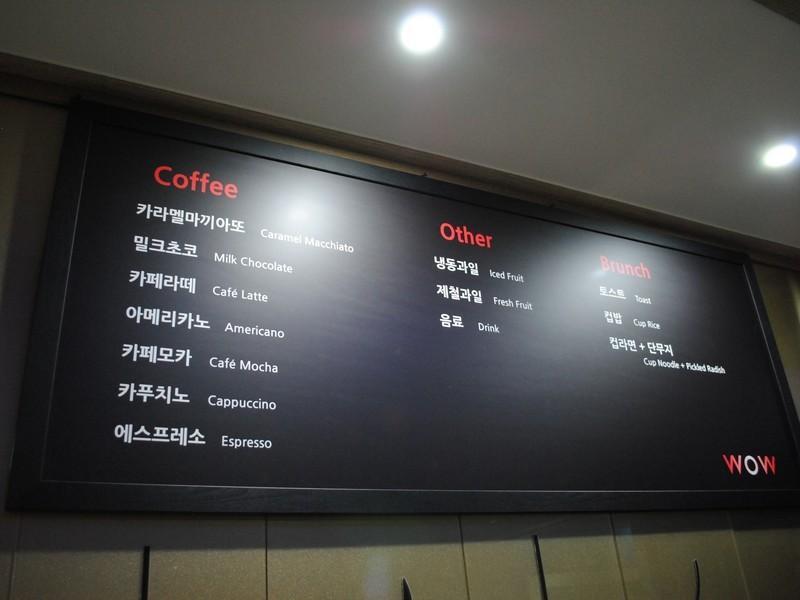 Coffee
카라멜마끼아또 Caramel Macchiato
밀크초코 Milk Chocolate
카페라떼 Café Latte
아메리카노 Americano
카페모카 Café Mocha
카푸치노 Cappuccino
에스프레소 Espresso
Other
냉동과일 Iced Fruit
제철과일 Fresh Fruit
음료 Drink
Brunch
토스트 Toast
컵밥 Cup Rice
컵라면 + 단무지
Cup Noodle + Pickled Radish
WOW